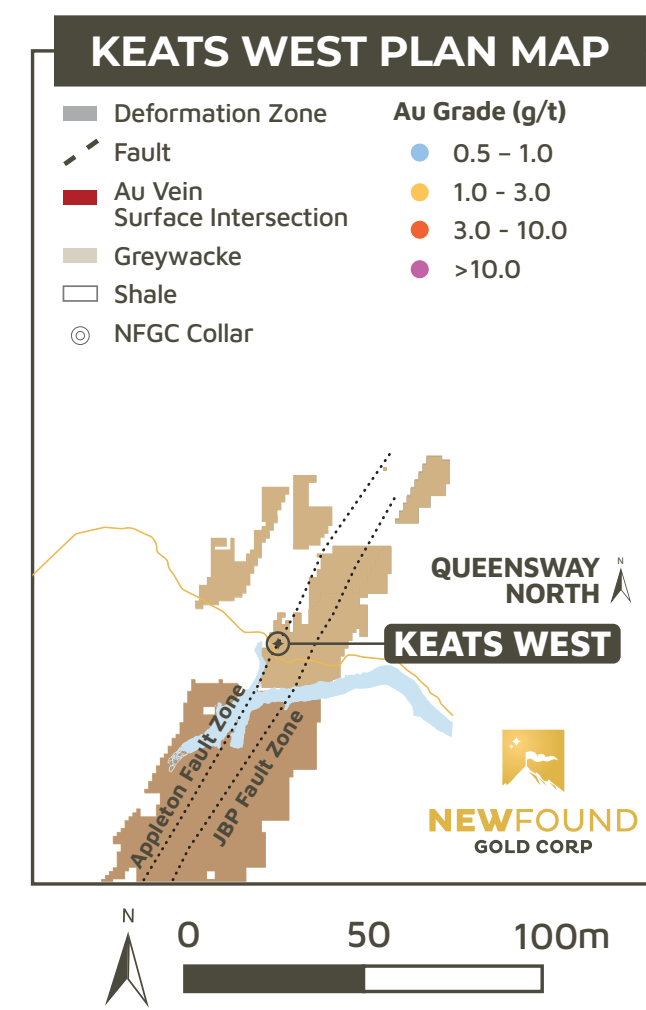 KEATS WEST PLAN MAP
Deformation Zone
Fault
Au Vein
Surface Intersection
Greywacke
Shale
NFGC Collar
Au Grade (g/t)
0.5 – 1.0
1.0 - 3.0
3.0 - 10.0
>10.0
QUEENSWAY
NORTH
N
KEATS WEST
Appleton Fault Zone
JBP Fault Zone
NEWFOUND
GOLD CORP
N
0
50
100m